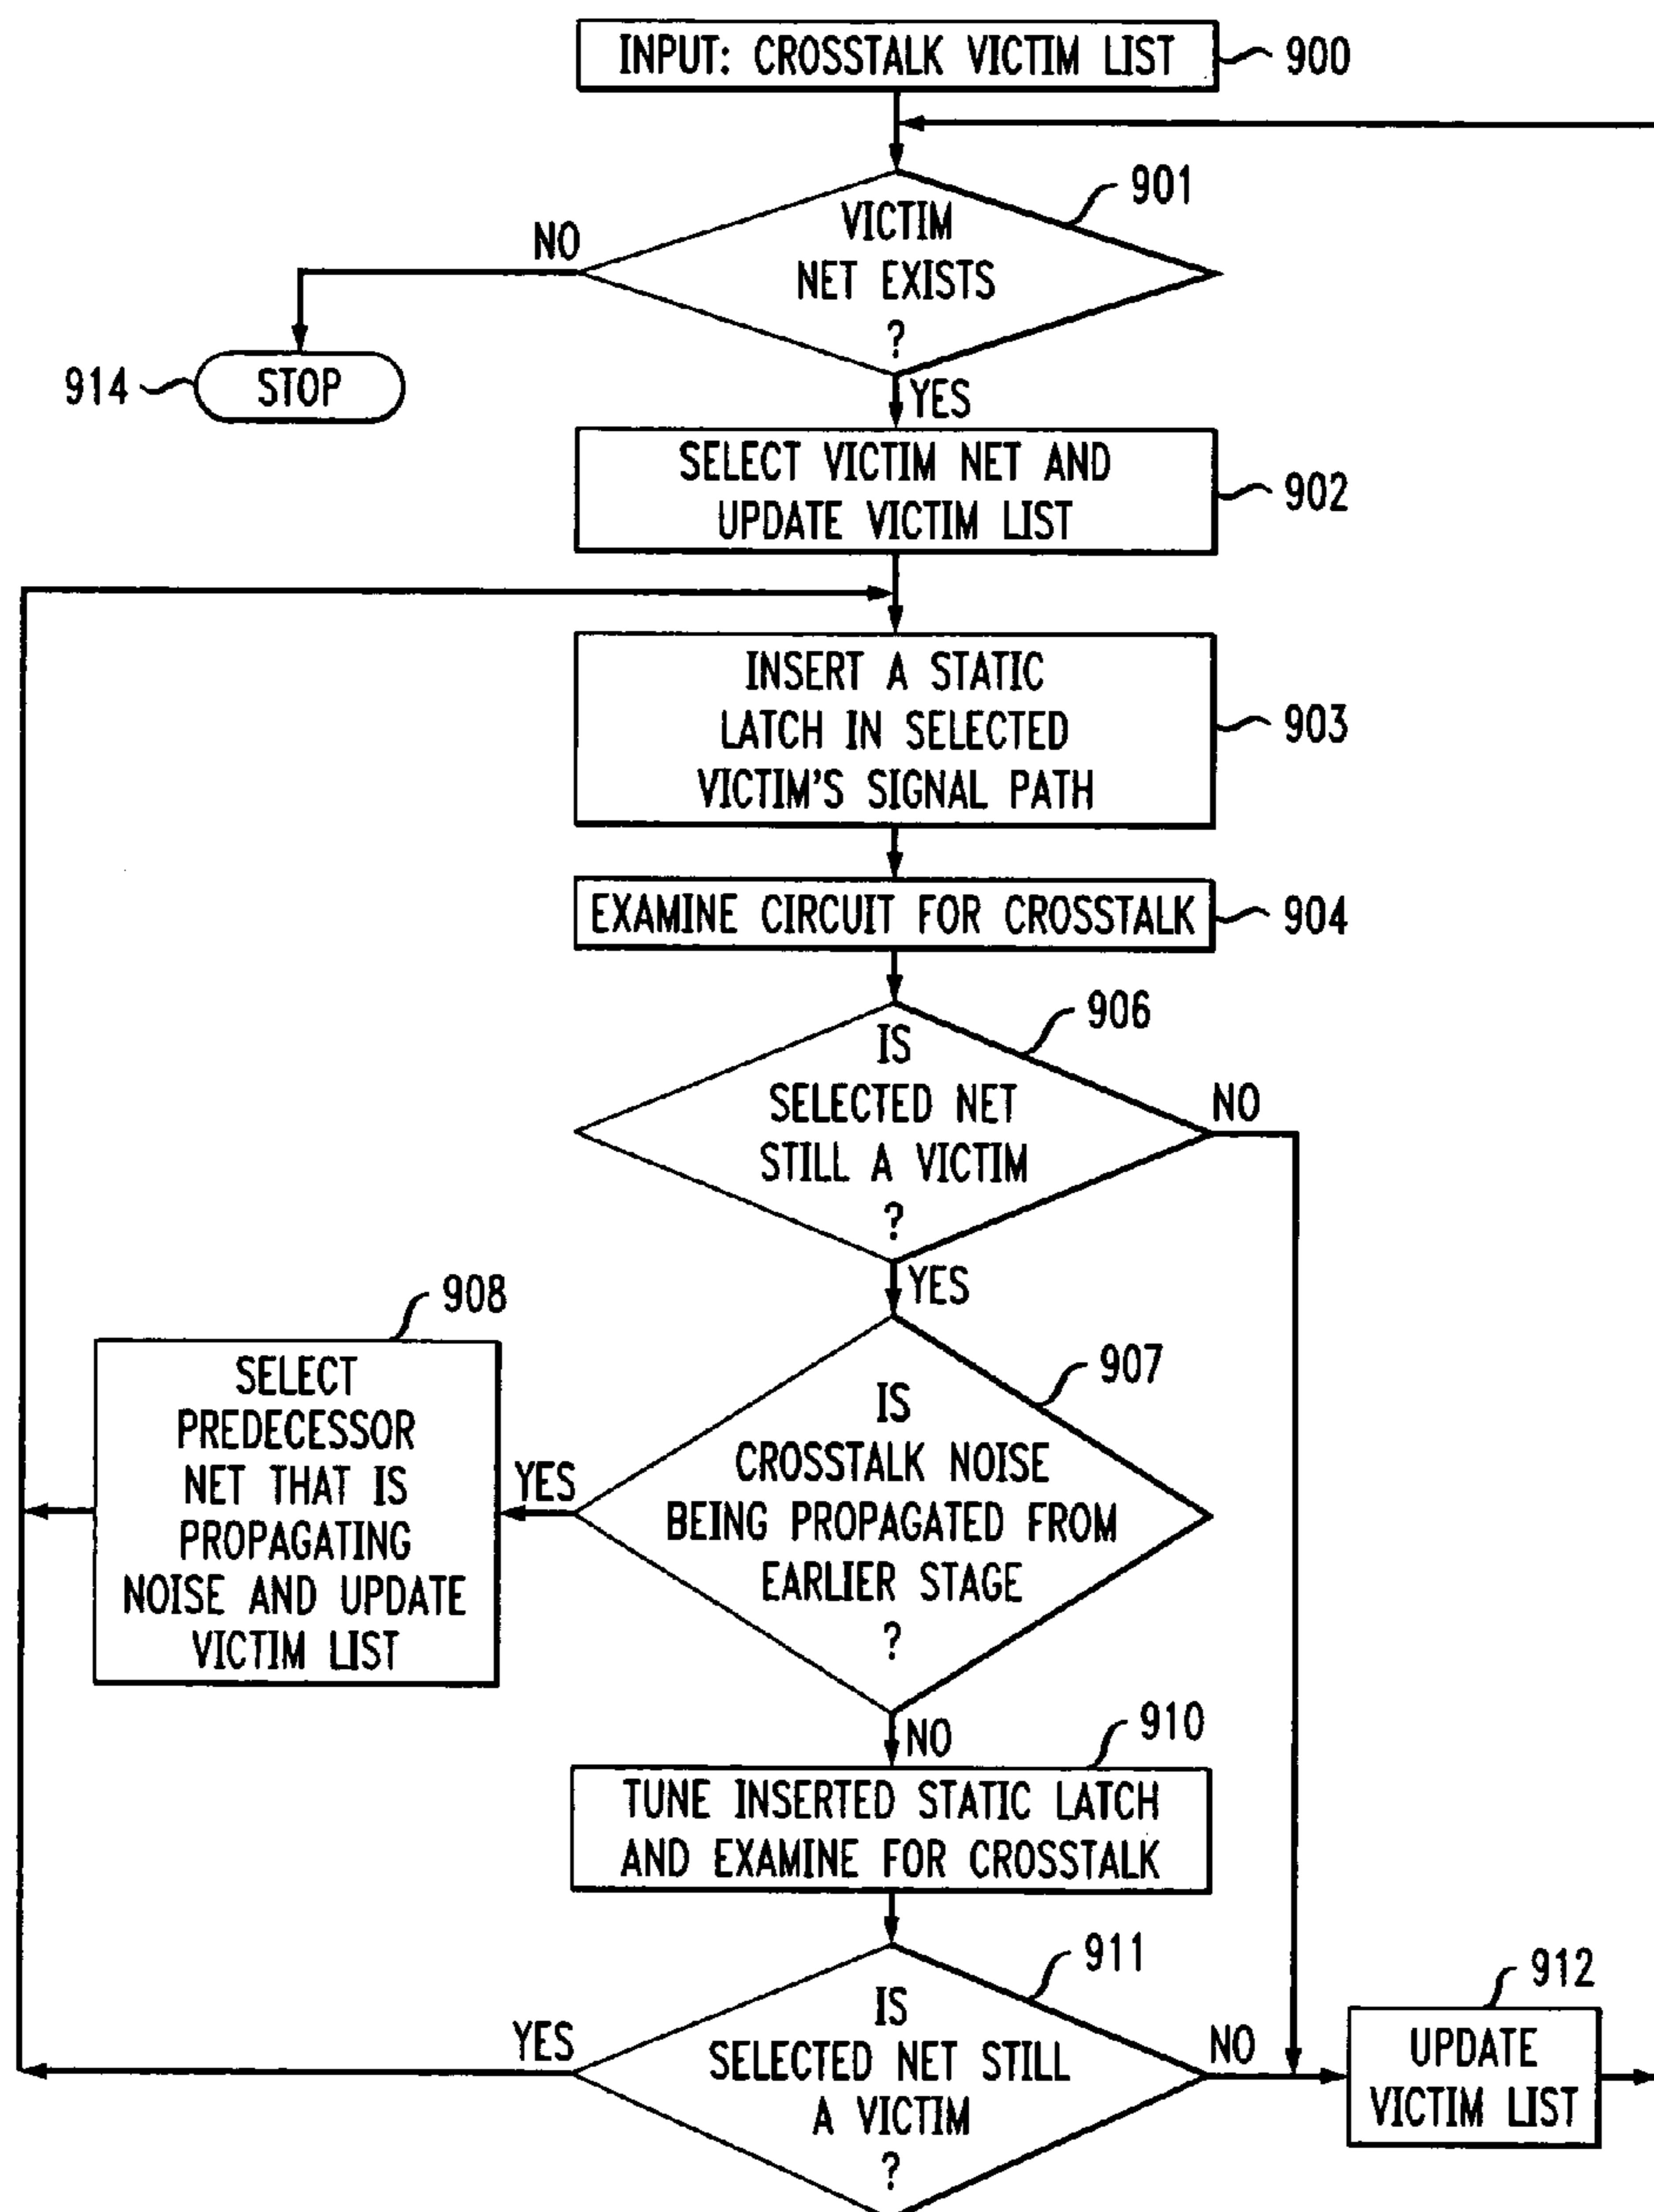 INPUT: CROSSTALK VICTIM LIST
900
901
VICTIM
NET EXISTS
?
NO
914
STOP
YES
SELECT VICTIM NET AND
UPDATE VICTIM LIST
902
INSERT A STATIC
LATCH IN SELECTED
VICTIM'S SIGNAL PATH
903
EXAMINE CIRCUIT FOR CROSSTALK
904
906
IS
SELECTED NET
STILL A VICTIM
?
NO
YES
908
SELECT
PREDECESSOR
NET THAT IS
PROPAGATING
NOISE AND UPDATE
VICTIM LIST
907
IS
CROSSTALK NOISE
BEING PROPAGATED FROM
EARLIER STAGE
?
YES
NO
910
TUNE INSERTED STATIC LATCH
AND EXAMINE FOR CROSSTALK
911
IS
SELECTED NET STILL
A VICTIM
?
YES
NO
912
UPDATE
VICTIM LIST